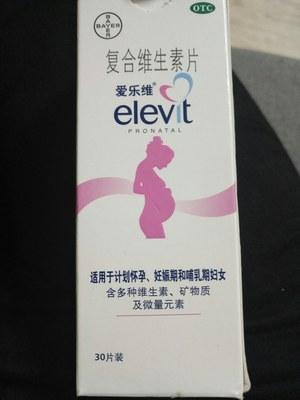 BAYER
BAYER
OTC
复合维生素片
爱乐维®
elevit
PRONATAL
适用于计划怀孕、妊娠期和哺乳期妇女
含多种维生素、矿物质
及微量元素
30片装